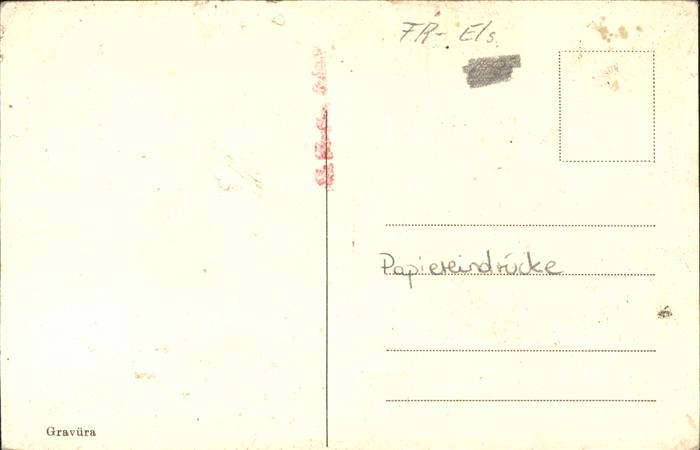 FR- Els.
Papiereindrücke
Gravüra